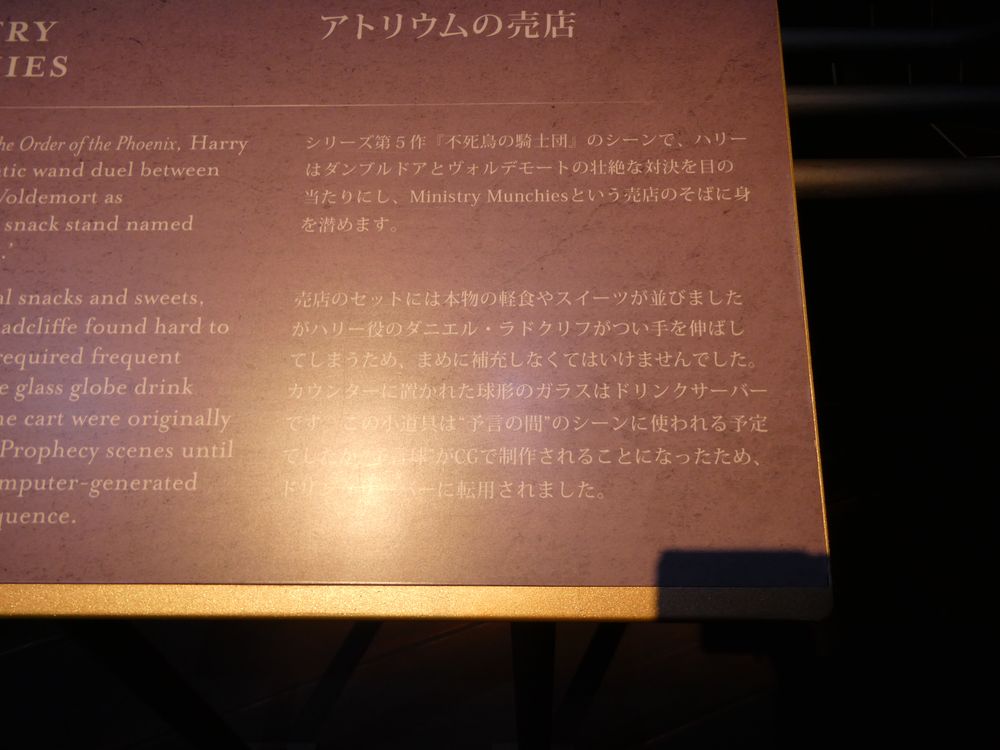 TRY
IES
he Order of the Phoenix, Harry
tic wand duel between
Voldemort as
snack stand named
.’
al snacks and sweets,
adcliffe found hard to
required frequent
e glass globe drink
he cart were originally
Prophecy scenes until
mputer-generated
quence.
アトリウムの売店
シリーズ第5作『不死鳥の騎士団』のシーンで、ハリー
はダンブルドアとヴォルデモートの壮絶な対決を目の
当たりにし、Ministry Munchiesという売店のそばに身
を潜めます。
売店のセットには本物の軽食やスイーツが並びました
がハリー役のダニエル・ラドクリフがつい手を伸ばし
てしまうため、まめに補充しなくてはいけませんでした。
カウンターに置かれた球形のガラスはドリンクサーバー
です。この小道具は“予言の間”のシーンに使われる予定
でし 球”がCGで制作されることになったため、
ドリ バーに転用されました。